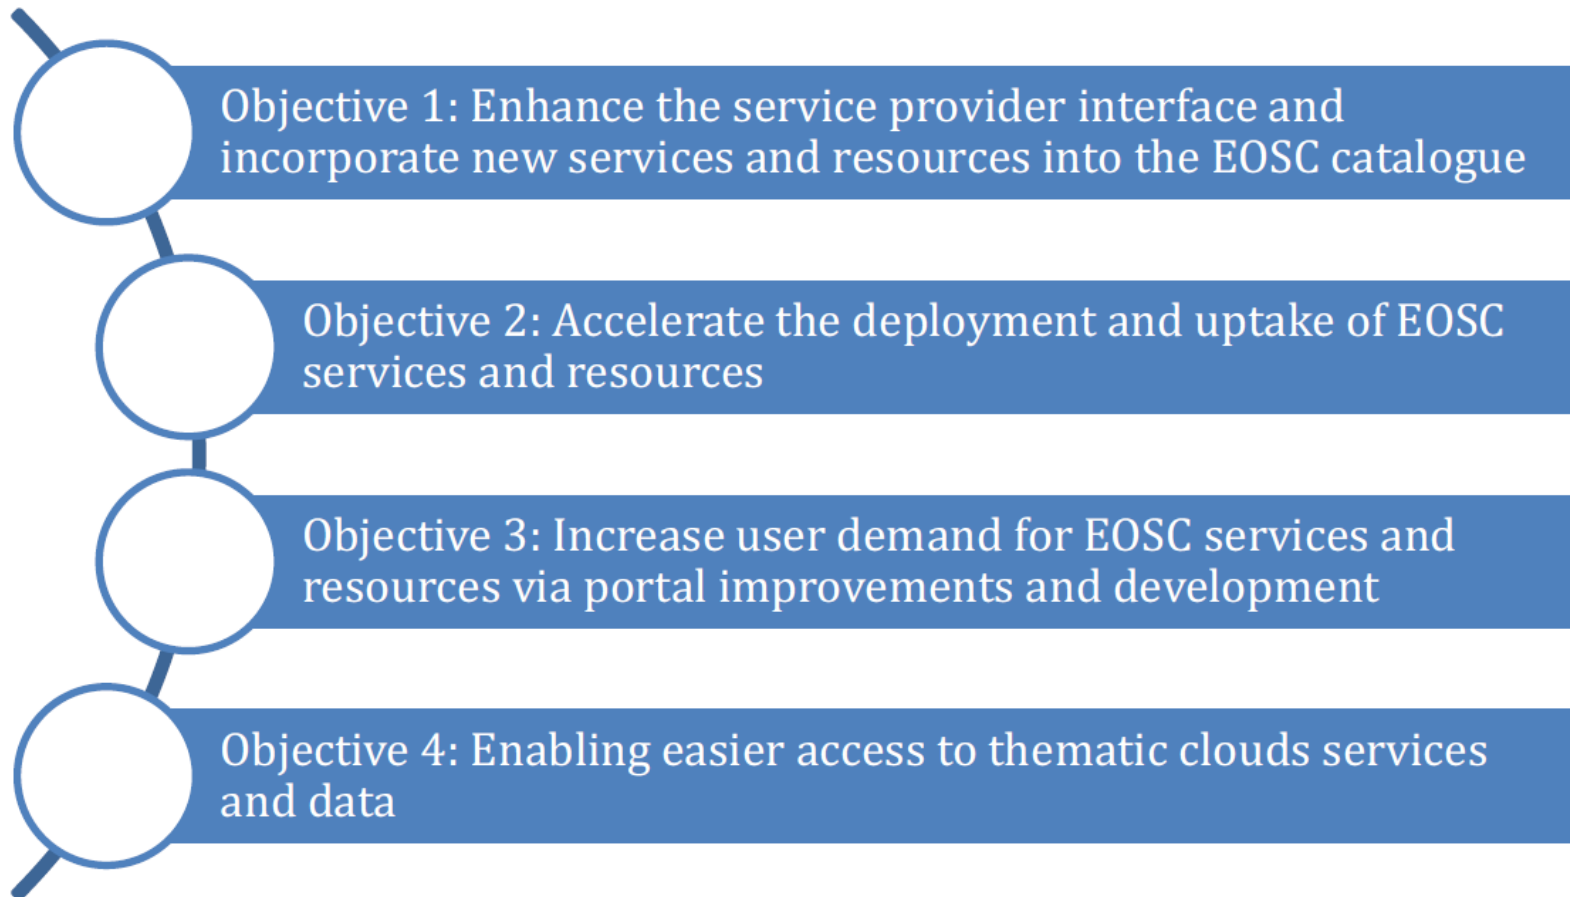 Objective 1: Enhance the service provider interface and
incorporate new services and resources into the EOSC catalogue
Objective 2: Accelerate the deployment and uptake of EOSC
services and resources
Objective 3: Increase user demand for EOSC services and
resources via portal improvements and development
Objective 4: Enabling easier access to thematic clouds services
and data